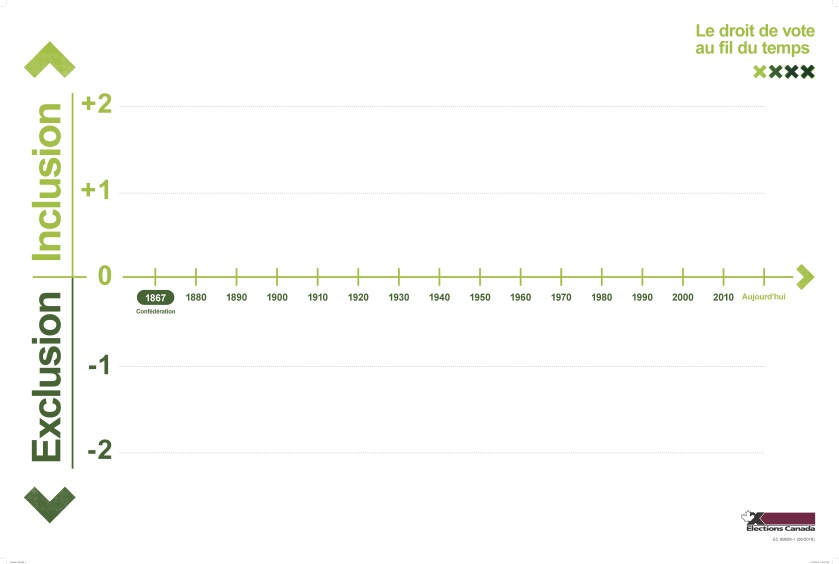 Le droit de vote
au fil du temps
Inclusion
Exclusion
+2
+1
0
1867 1880 1890 1900 1910 1920 1930 1940 1950 1960 1970 1980 1990 2000 2010 Aujourd'hui
Confédération
-1
-2
Elections Canada